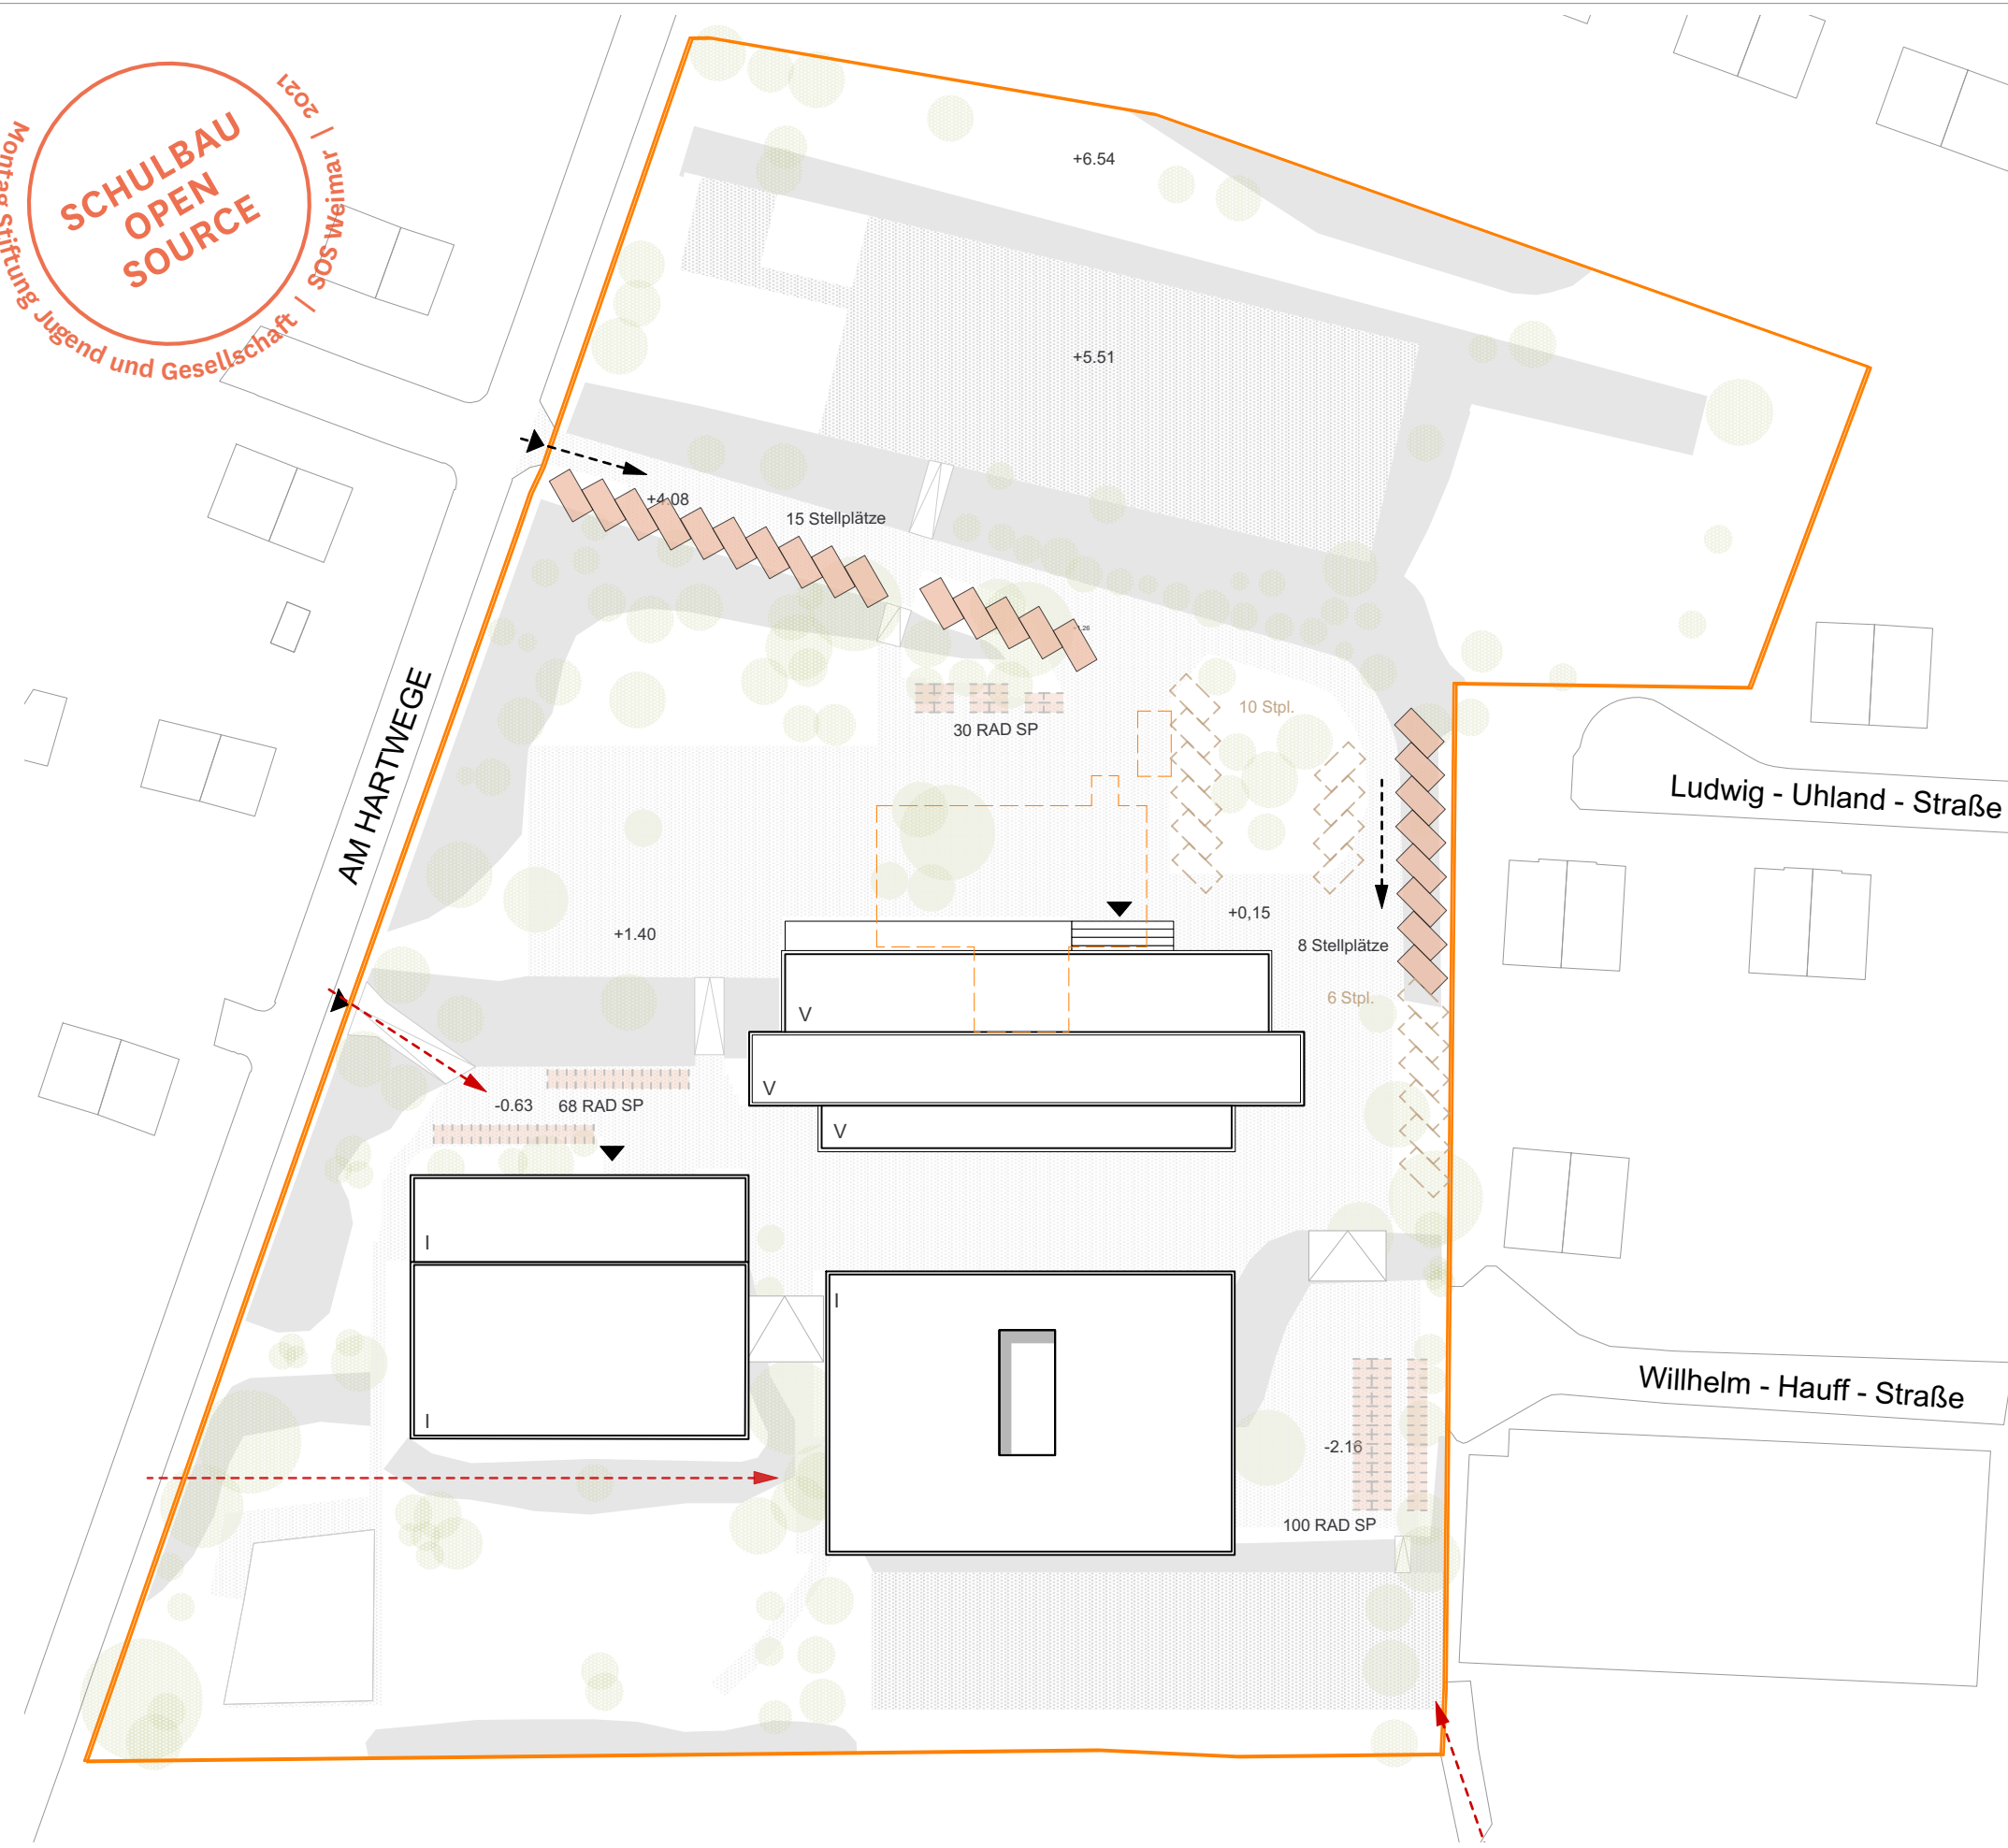 SCHULBAU
OPEN
SOURCE
Montag Stiftung Jugend und Gesellschaft | SOS Weimar | 2021
+6.54
+5.51
+4.08
15 Stellplätze
30 RAD SP
10 Stpl.
AM HARTWEGE
Ludwig - Uhland - Straße
+0,15
+1.40
8 Stellplätze
6 Stpl.
V
V
V
-0.63
68 RAD SP
I
I
I
Willhelm - Hauff - Straße
-2.16
100 RAD SP